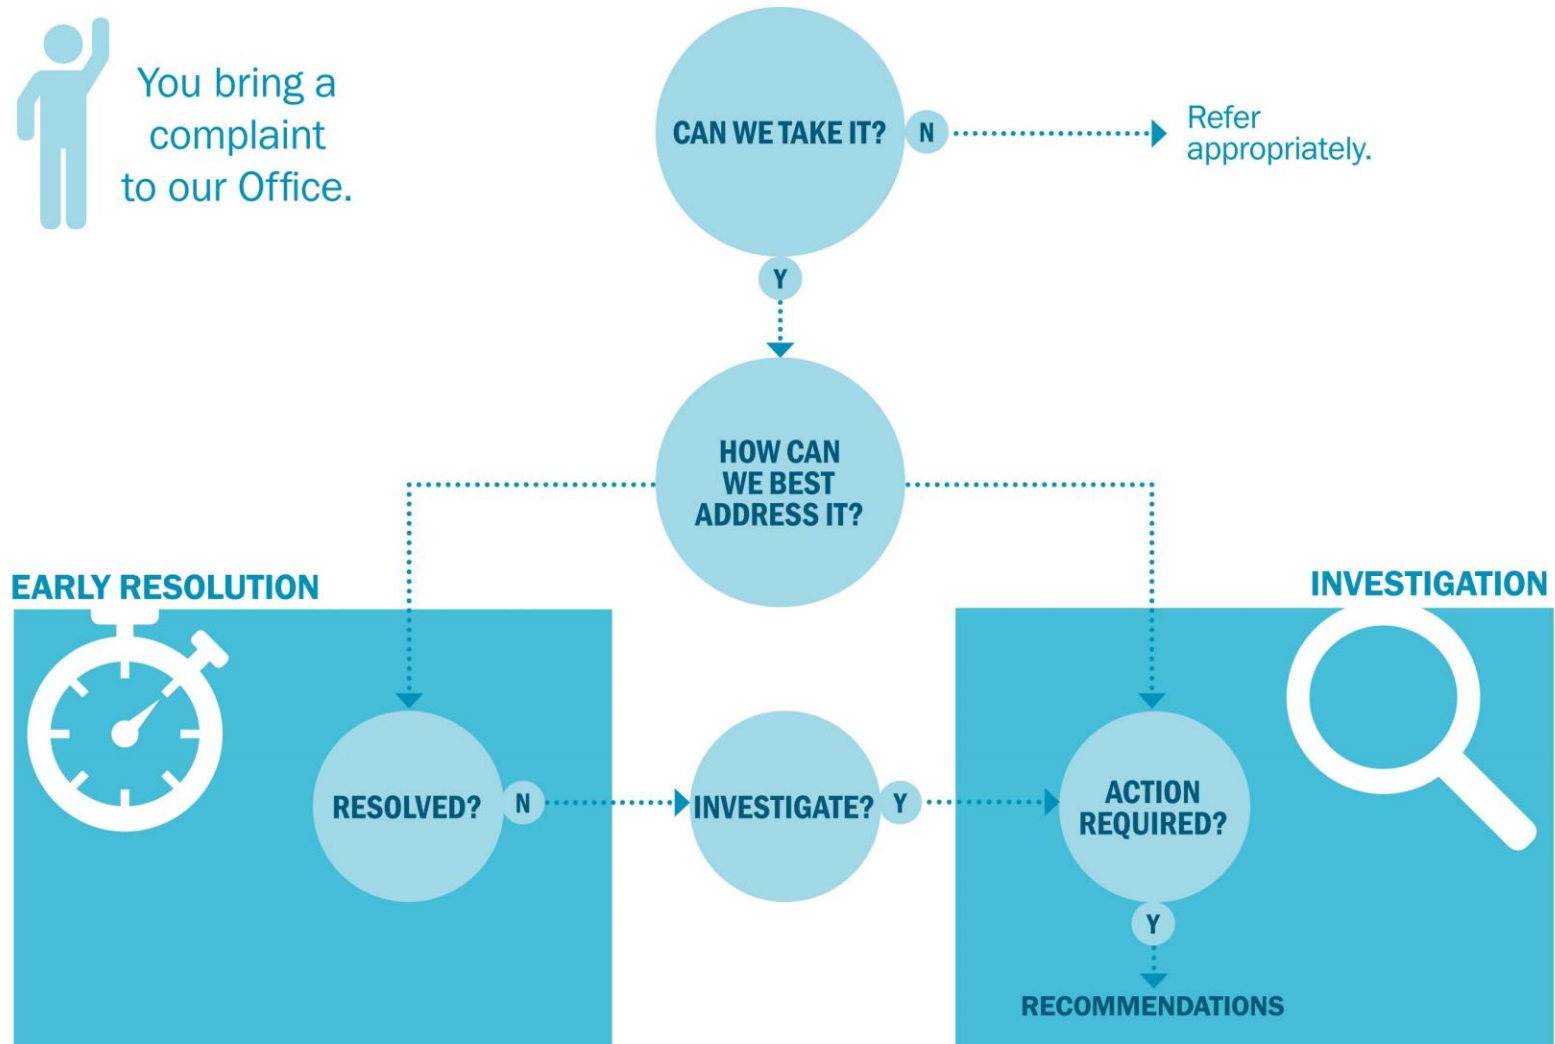 You bring a
complaint
to our Office.
CAN WE TAKE IT?
N
Refer
appropriately.
Y
HOW CAN
WE BEST
ADDRESS IT?
EARLY RESOLUTION
INVESTIGATION
RESOLVED?
N
INVESTIGATE?
Y
ACTION
REQUIRED?
Y
RECOMMENDATIONS